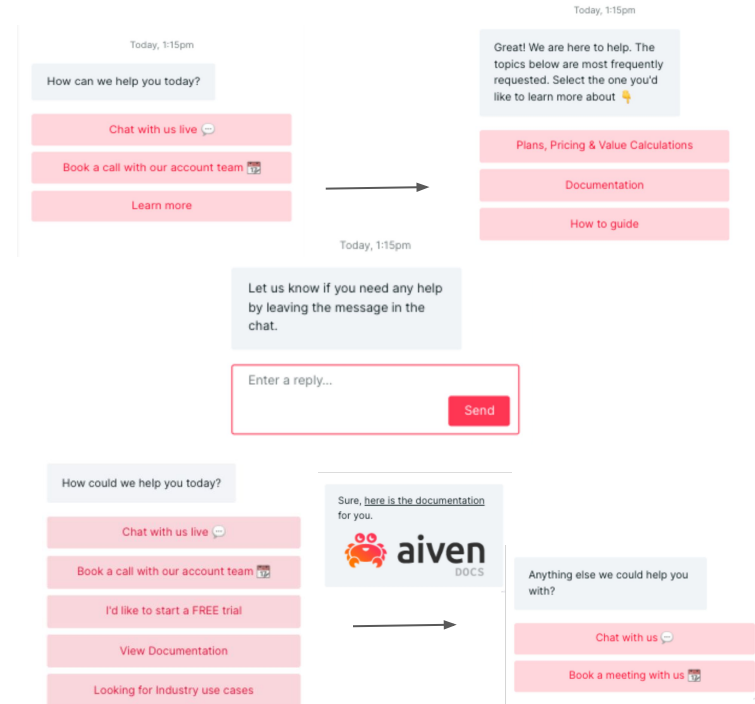 Today, 1:15pm
How can we help you today?
Chat with us live 💬
Book a call with our account team 📆
Learn more
Today, 1:15pm
Great! We are here to help. The
topics below are most frequently
requested. Select the one you'd
like to learn more about 👇
Plans, Pricing & Value Calculations
Documentation
How to guide
Today, 1:15pm
Let us know if you need any help
by leaving the message in the
chat.
Enter a reply...
Send
How could we help you today?
Chat with us live 💬
Book a call with our account team 📆
I'd like to start a FREE trial
View Documentation
Looking for Industry use cases
Sure, here is the documentation
for you.
aiven
DOCS
Anything else we could help you
with?
Chat with us 💬
Book a meeting with us 📆